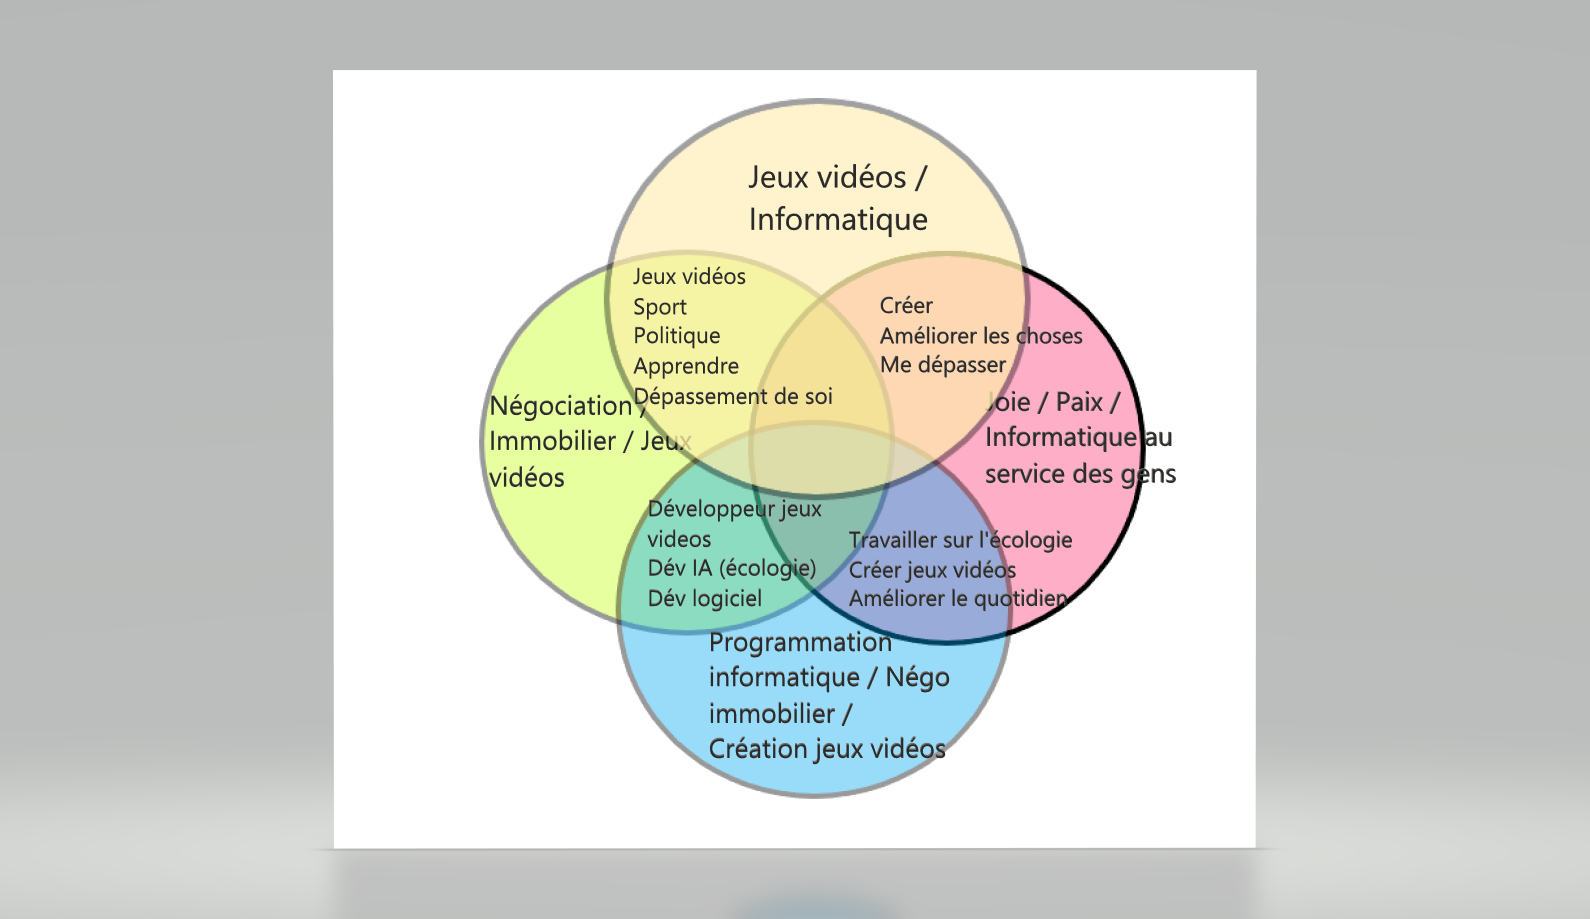 Jeux vidéos /
Informatique
Jeux vidéos
Sport
Politique
Apprendre
Dépassement de soi
Créer
Améliorer les choses
Me dépasser
Négociation /
Immobilier / Jeux
vidéos
Joie / Paix /
Informatique au
service des gens
Développeur jeux
videos
Dév IA (écologie)
Dév logiciel
Travailler sur l'écologie
Créer jeux vidéos
Améliorer le quotidien
Programmation
informatique / Négo
immobilier /
Création jeux vidéos